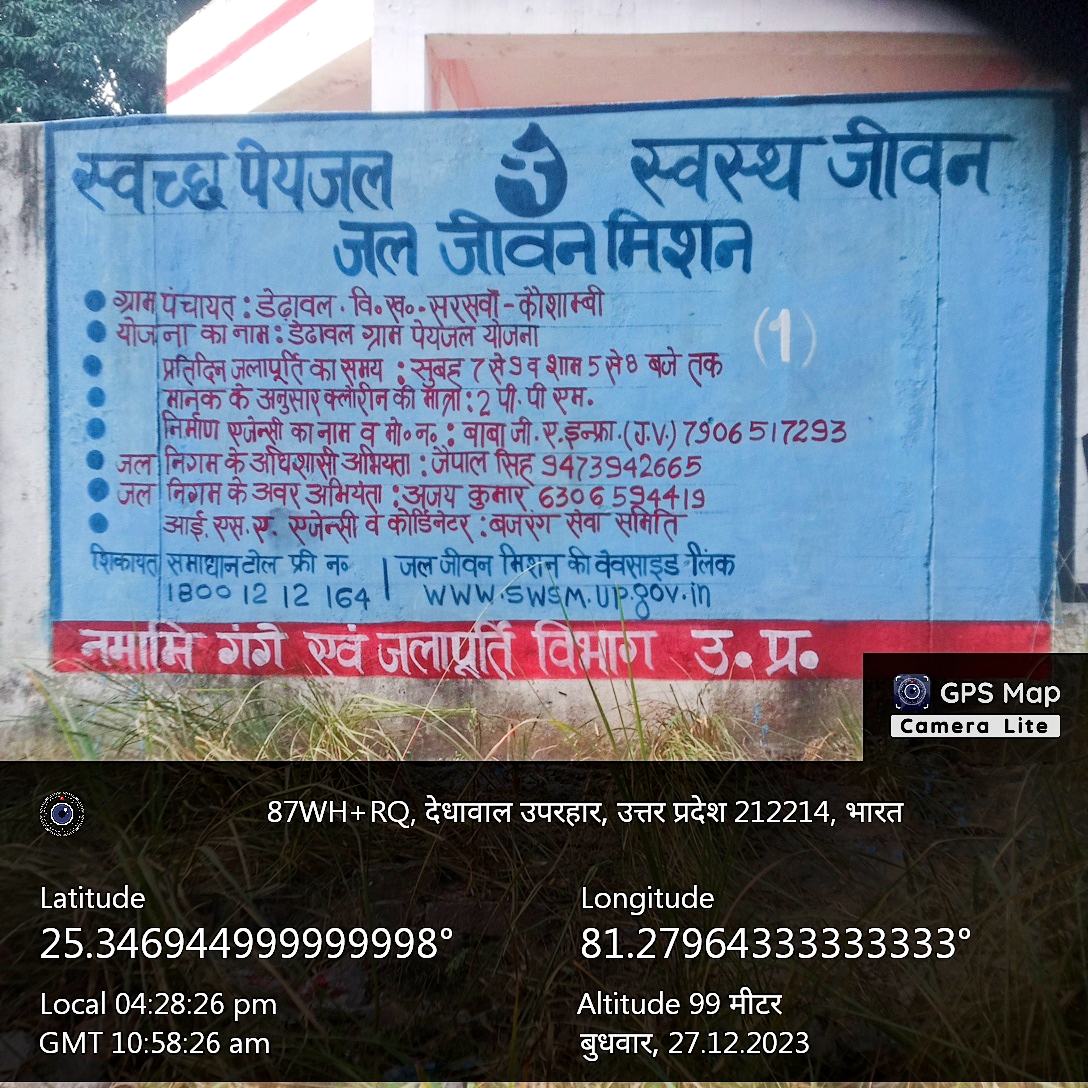 स्वच्छ पेयजल स्वस्थ जीवन
जल जीवन मिशन
ग्राम पंचायत : डेढ़ावल . वि.ख.. सरसवाँ - कौशाम्बी
योजना का नाम : डेढावल ग्राम पेयजल योजना
(1)
प्रतिदिन जलापूर्ति का समय : सुबह 7 से 9 व शाम 5 से 8 बजे तक
मानक के अनुसार क्लोरीन की मात्रा : 2 पी. पी एम.
निर्माण एजेन्सी का नाम व मो० न० : बाबा जी. ए. इन्फ्रा. (J.V.) 7906517293
जल निगम के अधिशासी अभियंता : जैपाल सिंह 9473942665
जल निगम के अवर अभियंता : अजय कुमार 6306594419
आई. एस. ए. एजेन्सी व कोर्डिनेटर : बजरंग सेवा समिति
शिकायत समाधान टोल फ्री न० | जल जीवन मिशन की वेवसाइड लिंक
1800 12 12 164 | www.swsm.up.gov.in
नमामि गंगे एवं जलापूर्ति विभाग उ. प्र.
GPS Map
Camera Lite
87WH+RQ, देधावाल उपरहार, उत्तर प्रदेश 212214, भारत
Latitude Longitude
25.346944999999998° 81.27964333333333°
Local 04:28:26 pm Altitude 99 मीटर
GMT 10:58:26 am बुधवार, 27.12.2023